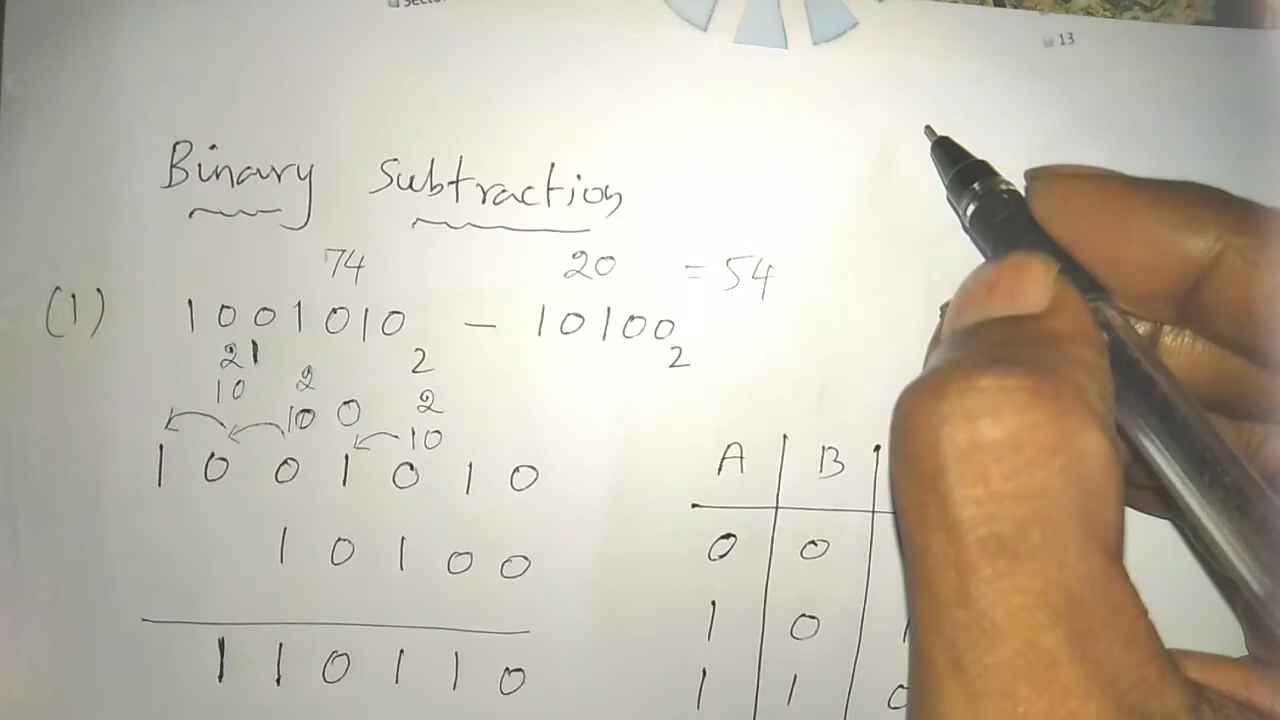 13
Binary Subtraction
74 20 = 54
(1) 1001010 2 – 10100 2
21
10 2
10 0 2
10
1 0 0 1 0 1 0
1 0 1 0 0
1 1 0 1 1 0
A B
0 0
1 0
1 1 0